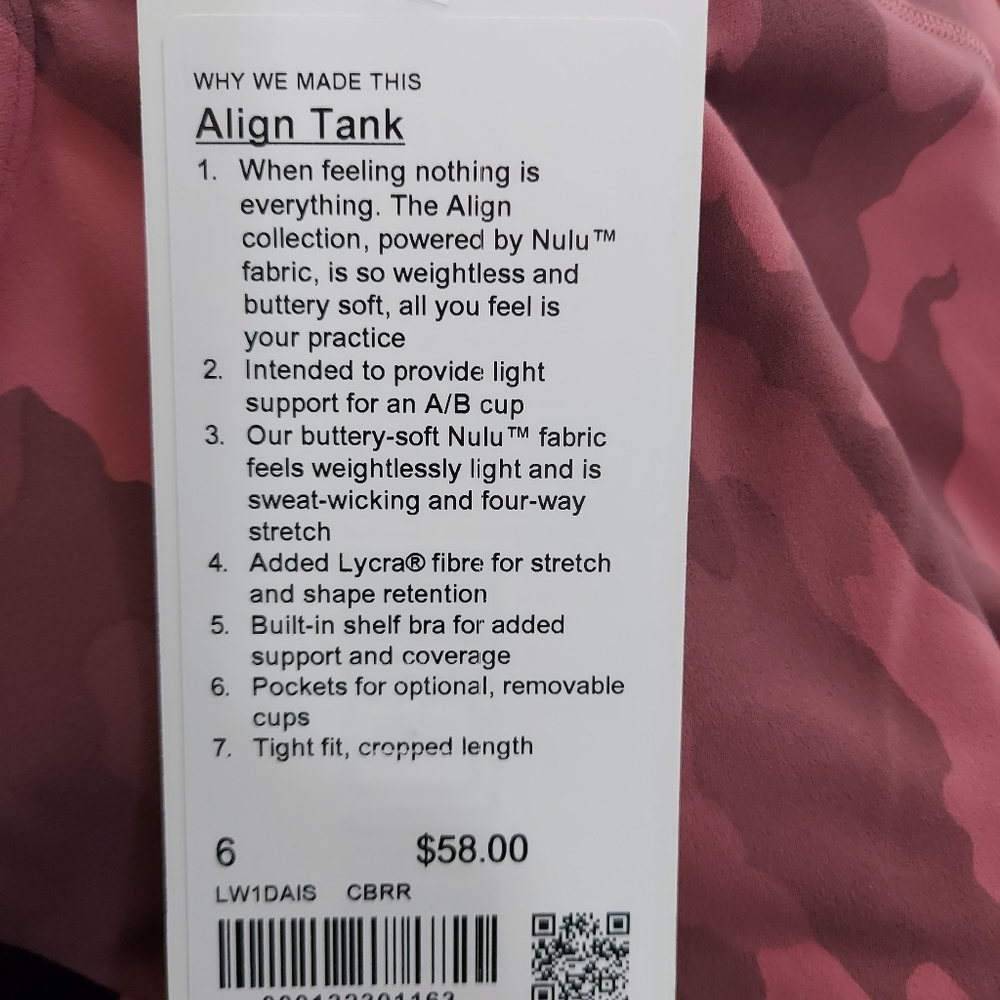 WHY WE MADE THIS
Align Tank
1. When feeling nothing is
everything. The Align
collection, powered by Nulu™
fabric, is so weightless and
buttery soft, all you feel is
your practice
2. Intended to provide light
support for an A/B cup
3. Our buttery-soft Nulu™ fabric
feels weightlessly light and is
sweat-wicking and four-way
stretch
4. Added Lycra® fibre for stretch
and shape retention
5. Built-in shelf bra for added
support and coverage
6. Pockets for optional, removable
cups
7. Tight fit, cropped length
6 $58.00
LW1DAIS CBRR